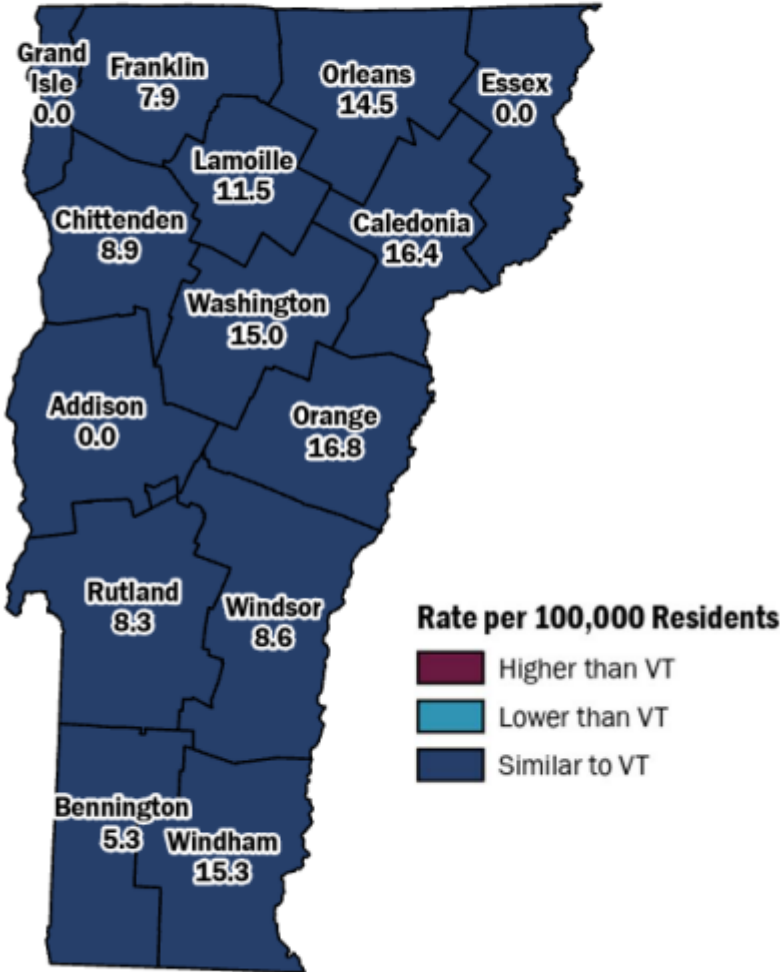 Grand
Isle
0.0
Franklin
7.9
Orleans
14.5
Essex
0.0
Lamoille
11.5
Chittenden
8.9
Caledonia
16.4
Washington
15.0
Addison
0.0
Orange
16.8
Rutland
8.3
Windsor
8.6
Rate per 100,000 Residents
Higher than VT
Lower than VT
Similar to VT
Bennington
5.3
Windham
15.3